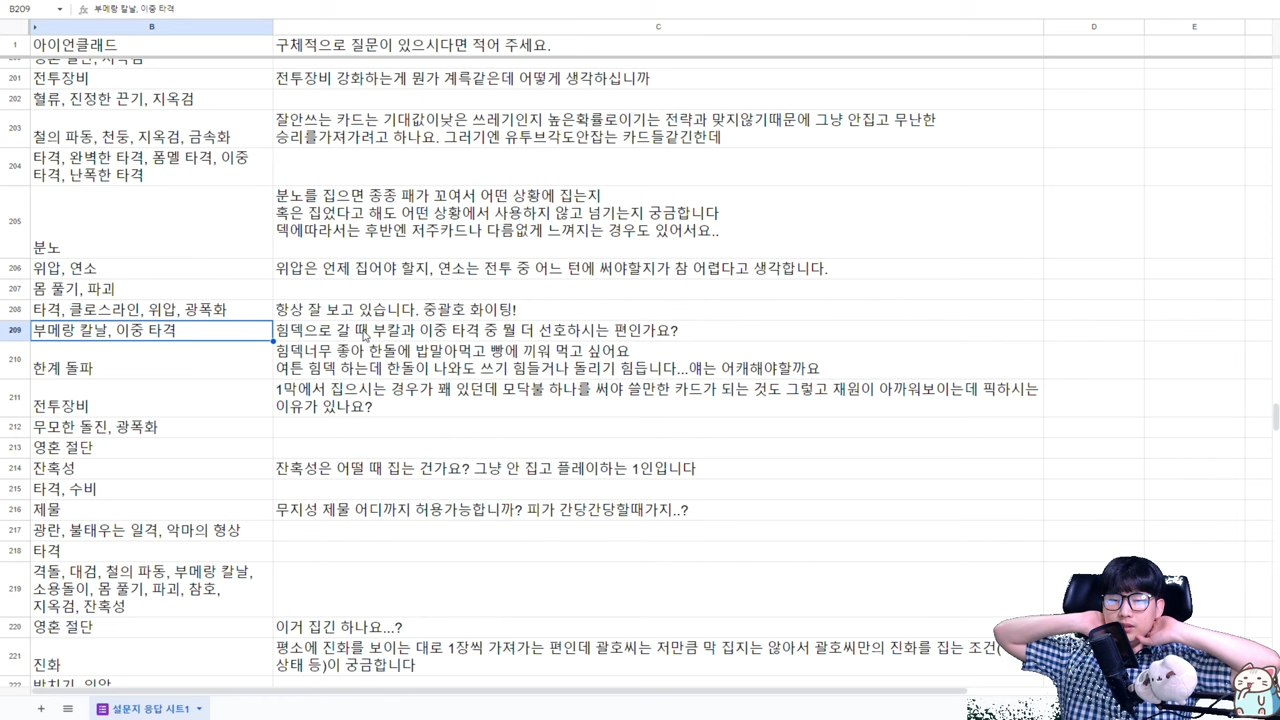 B209
fx 부메랑 칼날, 이중 타격
B C D E
1 아이언클래드 구체적으로 질문이 있으시다면 적어 주세요.
201 전투장비 전투장비 강화하는게 뭔가 계륵같은데 어떻게 생각하십니까
202 혈류, 진정한 끈기, 지옥검
잘안쓰는 카드는 기대값이낮은 쓰레기인지 높은확률로이기는 전략과 맞지않기때문에 그냥 안집고 무난한
203 철의 파동, 천둥, 지옥검, 금속화 승리를가져가려고 하나요. 그러기엔 유투브각도안잡는 카드들같긴한데
204 타격, 완벽한 타격, 폼멜 타격, 이중
타격, 난폭한 타격
분노를 집으면 종종 패가 꼬여서 어떤 상황에 집는지
혹은 집었다고 해도 어떤 상황에서 사용하지 않고 넘기는지 궁금합니다
덱에따라서는 후반엔 저주카드나 다름없게 느껴지는 경우도 있어서요..
205 분노
206 위압, 연소 위압은 언제 집어야 할지, 연소는 전투 중 어느 턴에 써야할지가 참 어렵다고 생각합니다.
207 몸 풀기, 파괴
208 타격, 클로스라인, 위압, 광폭화 항상 잘 보고 있습니다. 중괄호 화이팅!
209 부메랑 칼날, 이중 타격 힘덱으로 갈 때 부칼과 이중 타격 중 뭘 더 선호하시는 편인가요?
힘덱너무 좋아 한돌에 밥말아먹고 빵에 끼워 먹고 싶어요
210 한계 돌파 여튼 힘덱 하는데 한돌이 나와도 쓰기 힘들거나 돌리기 힘듭니다...얘는 어캐해야할까요
1막에서 집으시는 경우가 꽤 있던데 모닥불 하나를 써야 쓸만한 카드가 되는 것도 그렇고 재원이 아까워보이는데 픽하시는
211 전투장비 이유가 있나요?
212 무모한 돌진, 광폭화
213 영혼 절단
214 잔혹성 잔혹성은 어떨 때 집는 건가요? 그냥 안 집고 플레이하는 1인입니다
215 타격, 수비
216 제물 무지성 제물 어디까지 허용가능합니까? 피가 간당간당할때가지..?
217 광란, 불태우는 일격, 악마의 형상
218 타격
219 격돌, 대검, 철의 파동, 부메랑 칼날,
소용돌이, 몸 풀기, 파괴, 참호,
지옥검, 잔혹성
220 영혼 절단 이거 집긴 하나요...?
평소에 진화를 보이는 대로 1장씩 가져가는 편인데 괄호씨는 저만큼 막 집지는 않아서 괄호씨만의 진화를 집는 조건(
221 진화 상태 등)이 궁금합니다
222
설문지 응답 시트1